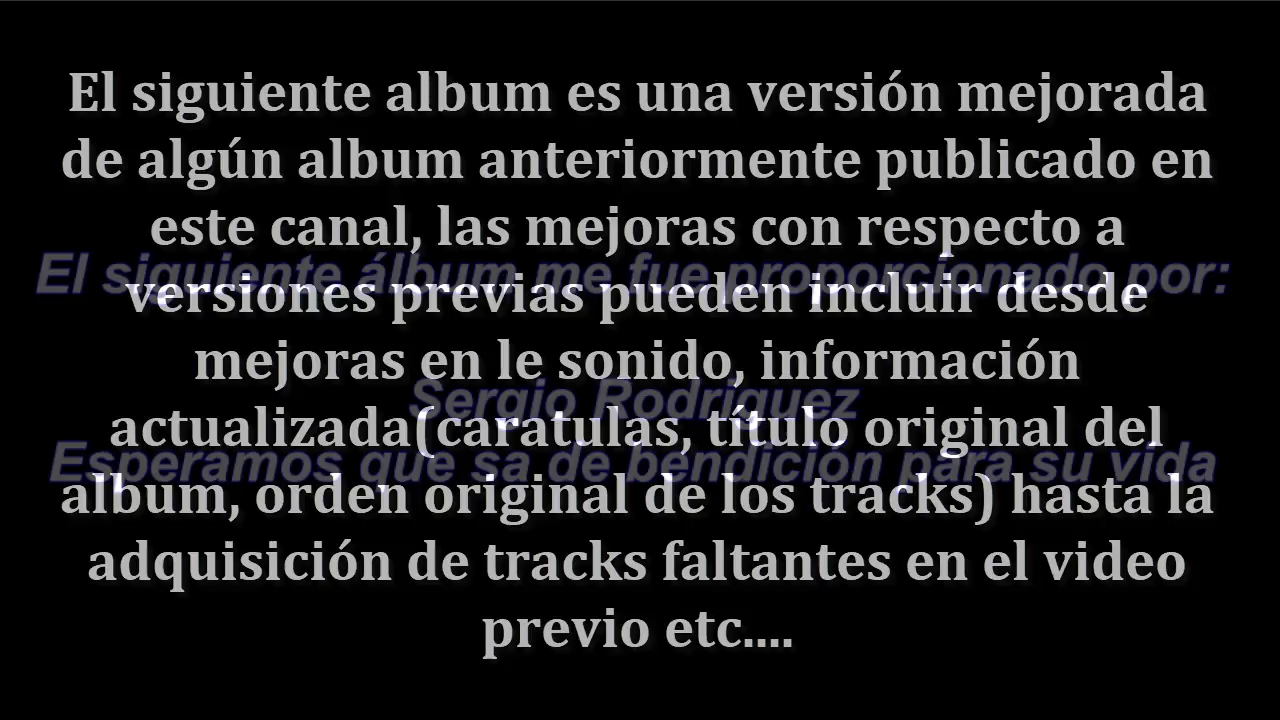 El siguiente album es una versión mejorada
de algún album anteriormente publicado en
este canal, las mejoras con respecto a
El siguiente álbum me fue proporcionado por:
versiones previas pueden incluir desde
mejoras en le sonido, información
Sergio Rodriguez
actualizada(caratulas, título original del
Esperamos que sa de bendición para su vida
album, orden original de los tracks) hasta la
adquisición de tracks faltantes en el video
previo etc....